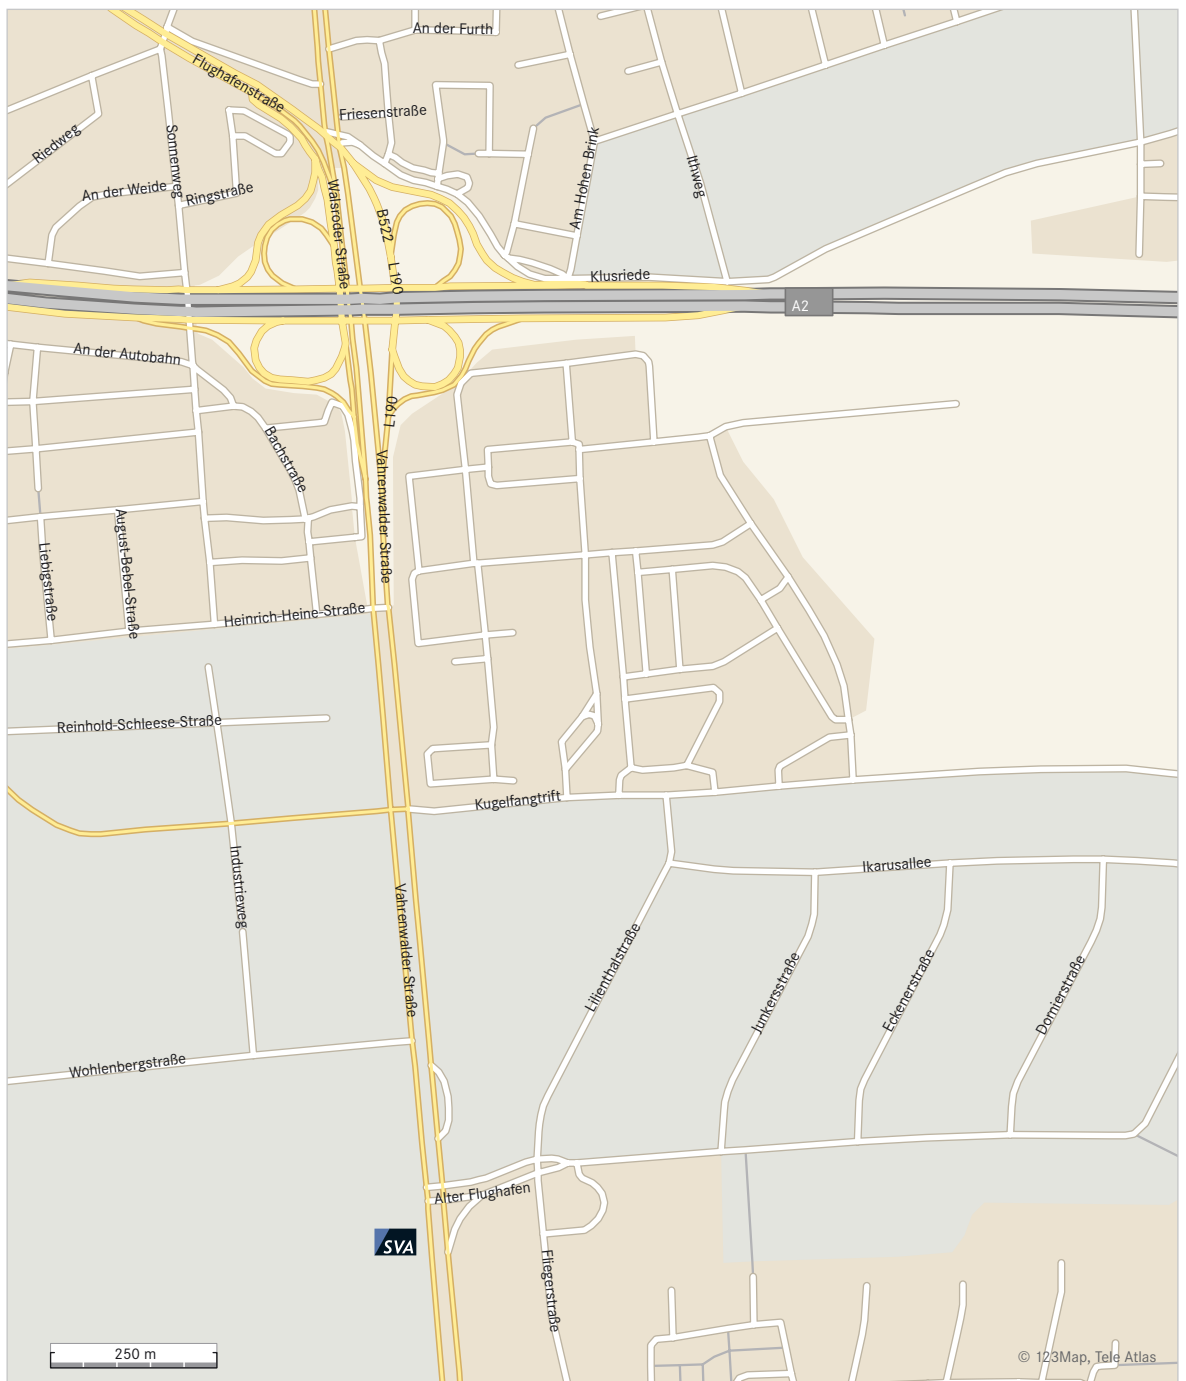 An der Furth
Flughafenstraße
Friesenstraße
Riedweg
Sonnenweg
Am Hohen Brink
Ithweg
An der Weide
Ringstraße
Walsroder Straße
B522
L 190
Klusriede
A2
An der Autobahn
L190
Bachstraße
Vahrenwalder Straße
Liebigstraße
August-Bebel-Straße
Heinrich-Heine-Straße
Reinhold-Schleese-Straße
Kugelfangtrift
Industrieweg
Ikarusallee
Vahrenwalder Straße
Lilienthalstraße
Junkersstraße
Eckenerstraße
Dornierstraße
Wohlenbergstraße
Alter Flughafen
SVA
Fliegerstraße
250 m
© 123Map, Tele Atlas